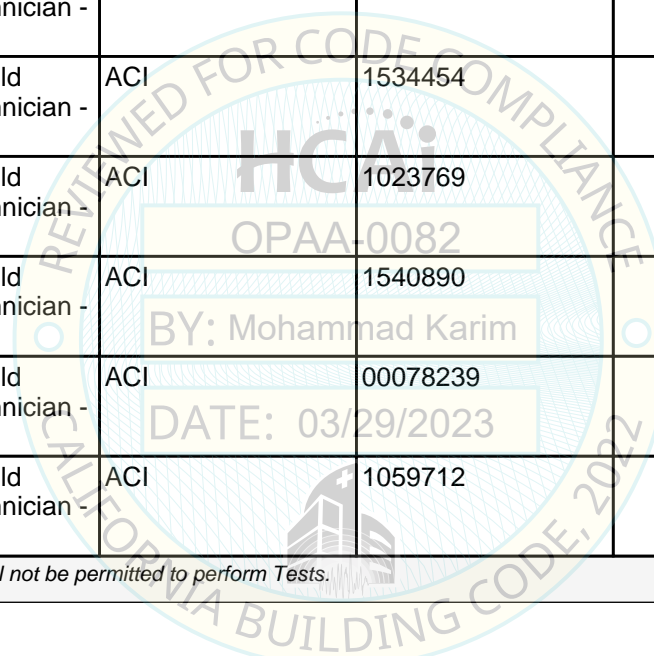 nician -
REVIEWED FOR CODE COMPLIANCE
ld ACI 1534454
nician -
HCAi
ld ACI 1023769
nician -
OPAA-0082
ld ACI 1540890
nician -
BY: Mohammad Karim
ld ACI 00078239
nician -
DATE: 03/29/2023
ld ACI 1059712
nician -
l not be permitted to perform Tests.
CALIFORNIA BUILDING CODE, 2022